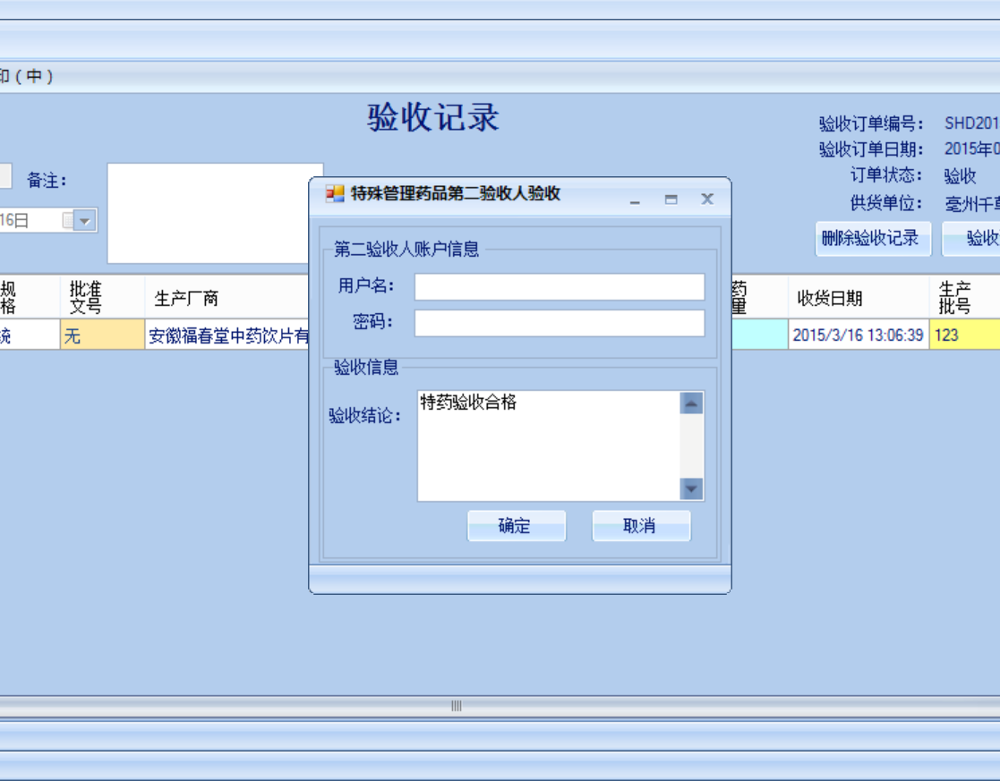 印（中）
验收记录
验收订单编号： SHD201
验收订单日期： 2015年0
订单状态： 验收
供货单位： 亳州千草
备注：
16日
删除验收记录 验收
特殊管理药品第二验收人验收
第二验收人账户信息
用户名：
密码：
规格 批准文号 生产厂商 收货日期 生产批号
统 无 安徽福春堂中药饮片有 2015/3/16 13:06:39 123
验收信息
验收结论： 特药验收合格
确定 取消